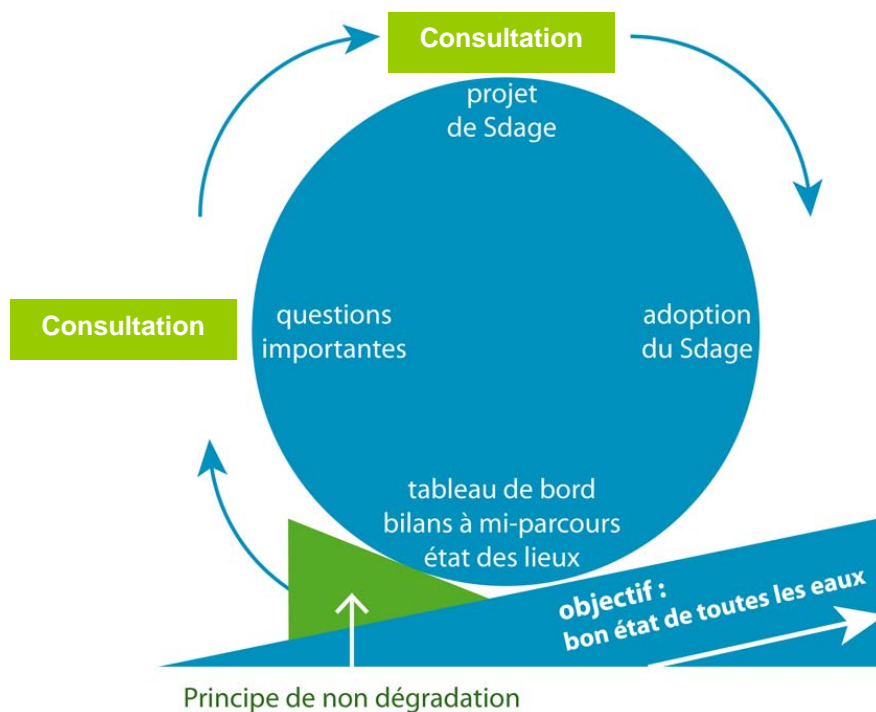 Consultation
projet
de Sdage
Consultation
questions
importantes
adoption
du Sdage
tableau de bord
bilans à mi-parcours
état des lieux
objectif :
bon état de toutes les eaux
Principe de non dégradation